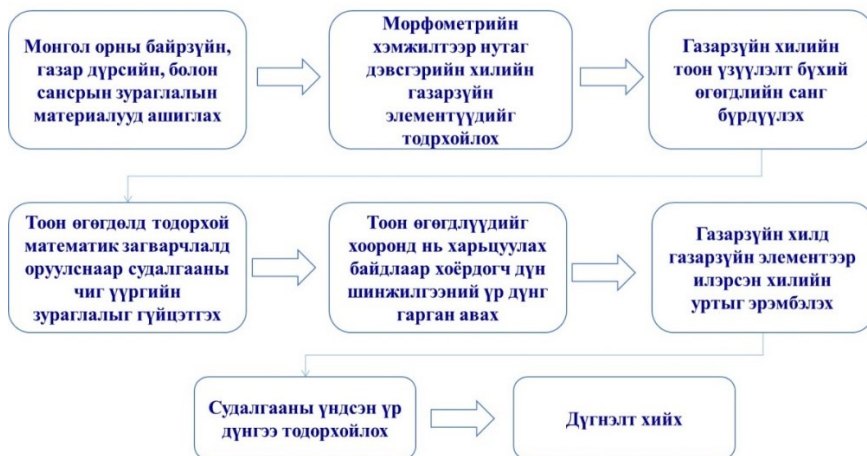 Монгол орны байрзүйн,
газар дүрсийн, болон
сансрын зураглалын
материалууд ашиглах
Морфометрийн
хэмжилтээр нутаг
дэвсгэрийн хилийн
газарзүйн
элементүүдийг
тодрхойлох
Газарзүйн хилийн
тоон үзүүлэлт бүхий
өгөгдлийн санг
бүрдүүлэх
Тоон өгөгдөлд тодорхой
математик загварчлалд
оруулснаар судалгааны
чиг үүргийн
зураглалыг гүйцэтгэх
Тоон өгөгдлүүдийг
хооронд нь харьцуулах
байдлаар хоёрдогч дүн
шинжилгээний үр дүнг
гарган авах
Газарзүйн хилд
газарзүйн элементээр
илэрсэн хилийн
уртыг эрэмбэлэх
Судалгааны үндсэн үр
дүнгээ тодорхойлох
Дүгнэлт хийх